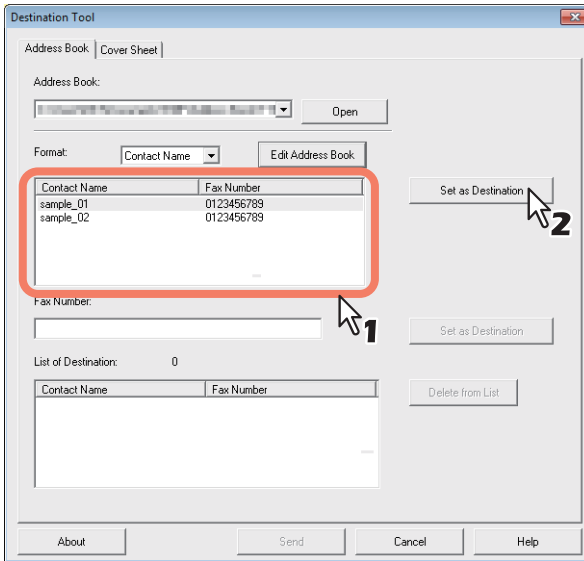 Destination Tool
Address Book Cover Sheet
Address Book:
Open
Format: Contact Name Edit Address Book
Contact Name Fax Number
sample_01 0123456789
sample_02 0123456789
Set as Destination
2
1
Fax Number:
Set as Destination
List of Destination: 0
Contact Name Fax Number
Delete from List
About Send Cancel Help